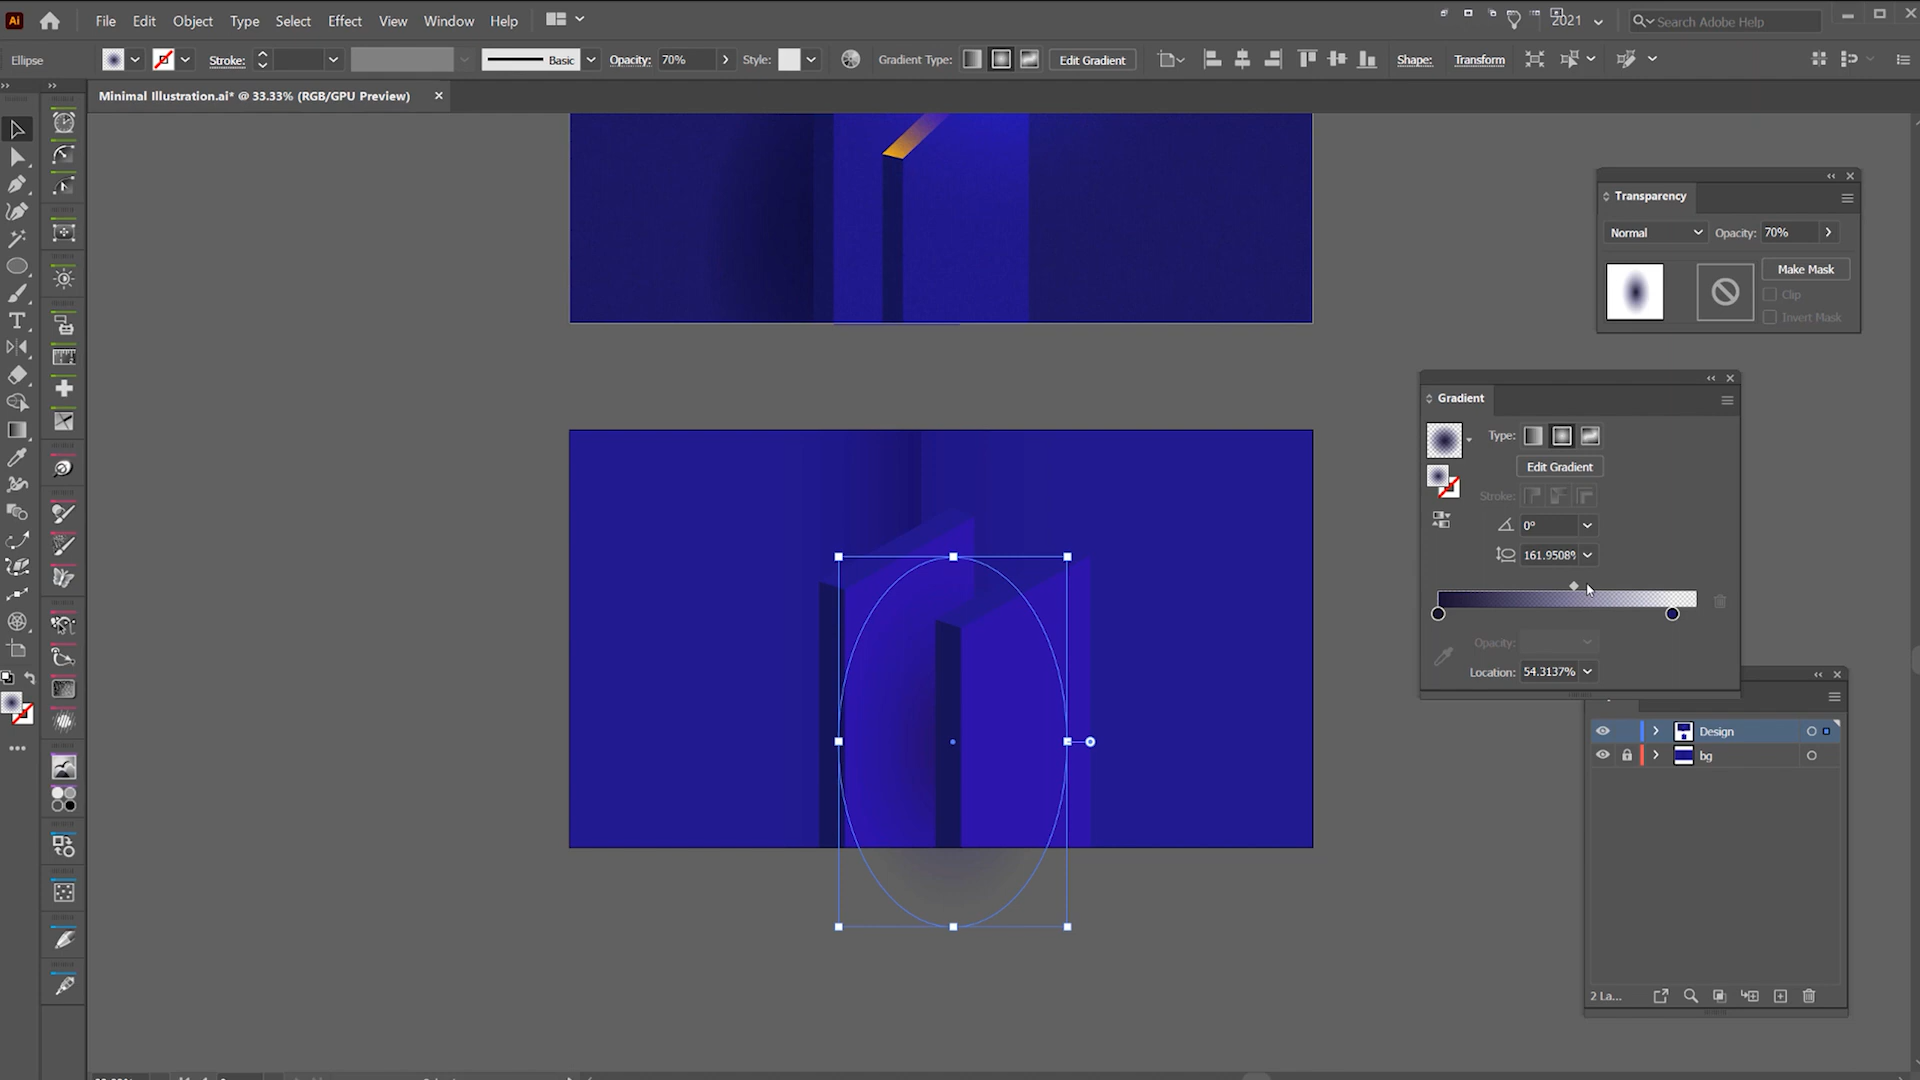 Ai File Edit Object Type Select Effect View Window Help 2021 Search Adobe Help
Ellipse Stroke: Basic Opacity: 70% Style: Gradient Type: Edit Gradient Shape: Transform
Minimal Illustration.ai* @ 33.33% (RGB/GPU Preview)
Transparency
Normal Opacity: 70%
Make Mask
Clip
Invert Mask
Gradient
Type:
Edit Gradient
Stroke:
0°
161.9508%
Opacity:
Location: 54.3137%
Design
bg
2 La...